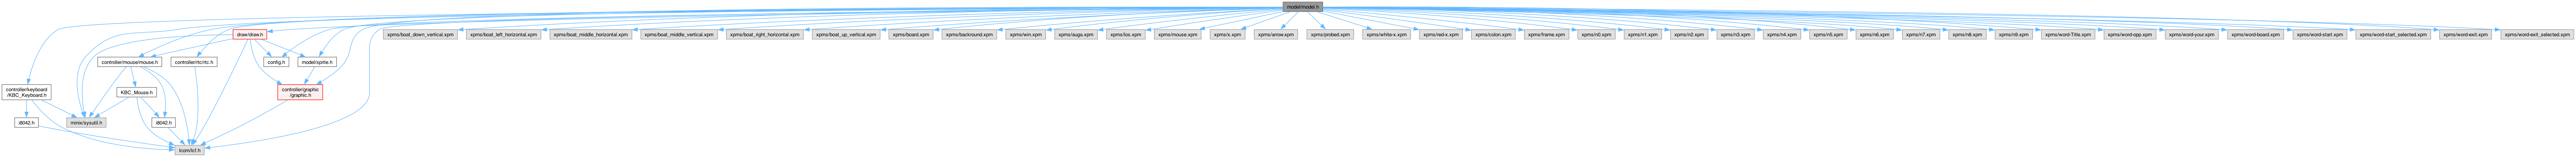 model/model.h
draw/draw.h
xpms/boat_down_vertical.xpm
xpms/boat_left_horizontal.xpm
xpms/boat_middle_horizontal.xpm
xpms/boat_middle_vertical.xpm
xpms/boat_right_horizontal.xpm
xpms/boat_up_vertical.xpm
xpms/board.xpm
xpms/background.xpm
xpms/win.xpm
xpms/augs.xpm
xpms/los.xpm
xpms/mouse.xpm
xpms/x.xpm
xpms/arrow.xpm
xpms/probed.xpm
xpms/white-x.xpm
xpms/red-x.xpm
xpms/colon.xpm
xpms/frame.xpm
xpms/n0.xpm
xpms/n1.xpm
xpms/n2.xpm
xpms/n3.xpm
xpms/n4.xpm
xpms/n5.xpm
xpms/n6.xpm
xpms/n7.xpm
xpms/n8.xpm
xpms/n9.xpm
xpms/word-Title.xpm
xpms/word-opp.xpm
xpms/word-your.xpm
xpms/word-board.xpm
xpms/word-start.xpm
xpms/word-start_selected.xpm
xpms/word-exit.xpm
xpms/word-exit_selected.xpm
controller/mouse/mouse.h
controller/rtc/rtc.h
config.h
model/sprite.h
controller/keyboard
/KBC_Keyboard.h
KBC_Mouse.h
controller/graphic
/graphic.h
i8042.h
minix/sysutil.h
i8042.h
lcom/lcf.h